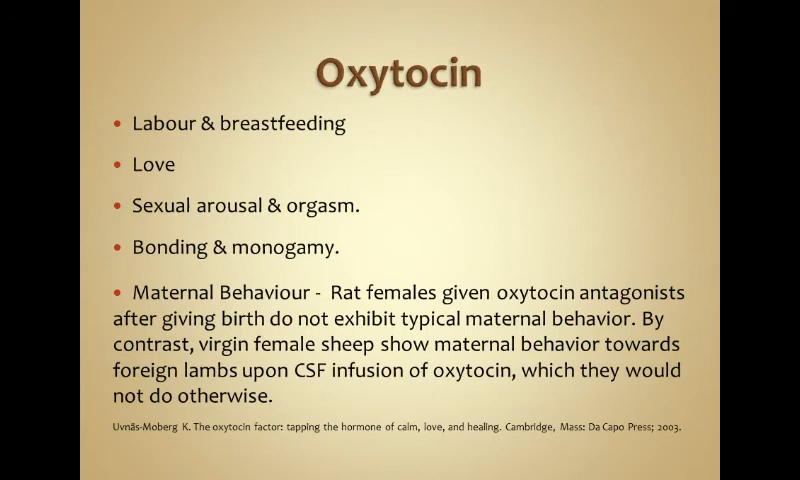 Oxytocin
• Labour & breastfeeding
• Love
• Sexual arousal & orgasm.
• Bonding & monogamy.
• Maternal Behaviour - Rat females given oxytocin antagonists
after giving birth do not exhibit typical maternal behavior. By
contrast, virgin female sheep show maternal behavior towards
foreign lambs upon CSF infusion of oxytocin, which they would
not do otherwise.
Uvnäs-Moberg K. The oxytocin factor: tapping the hormone of calm, love, and healing. Cambridge, Mass: Da Capo Press; 2003.